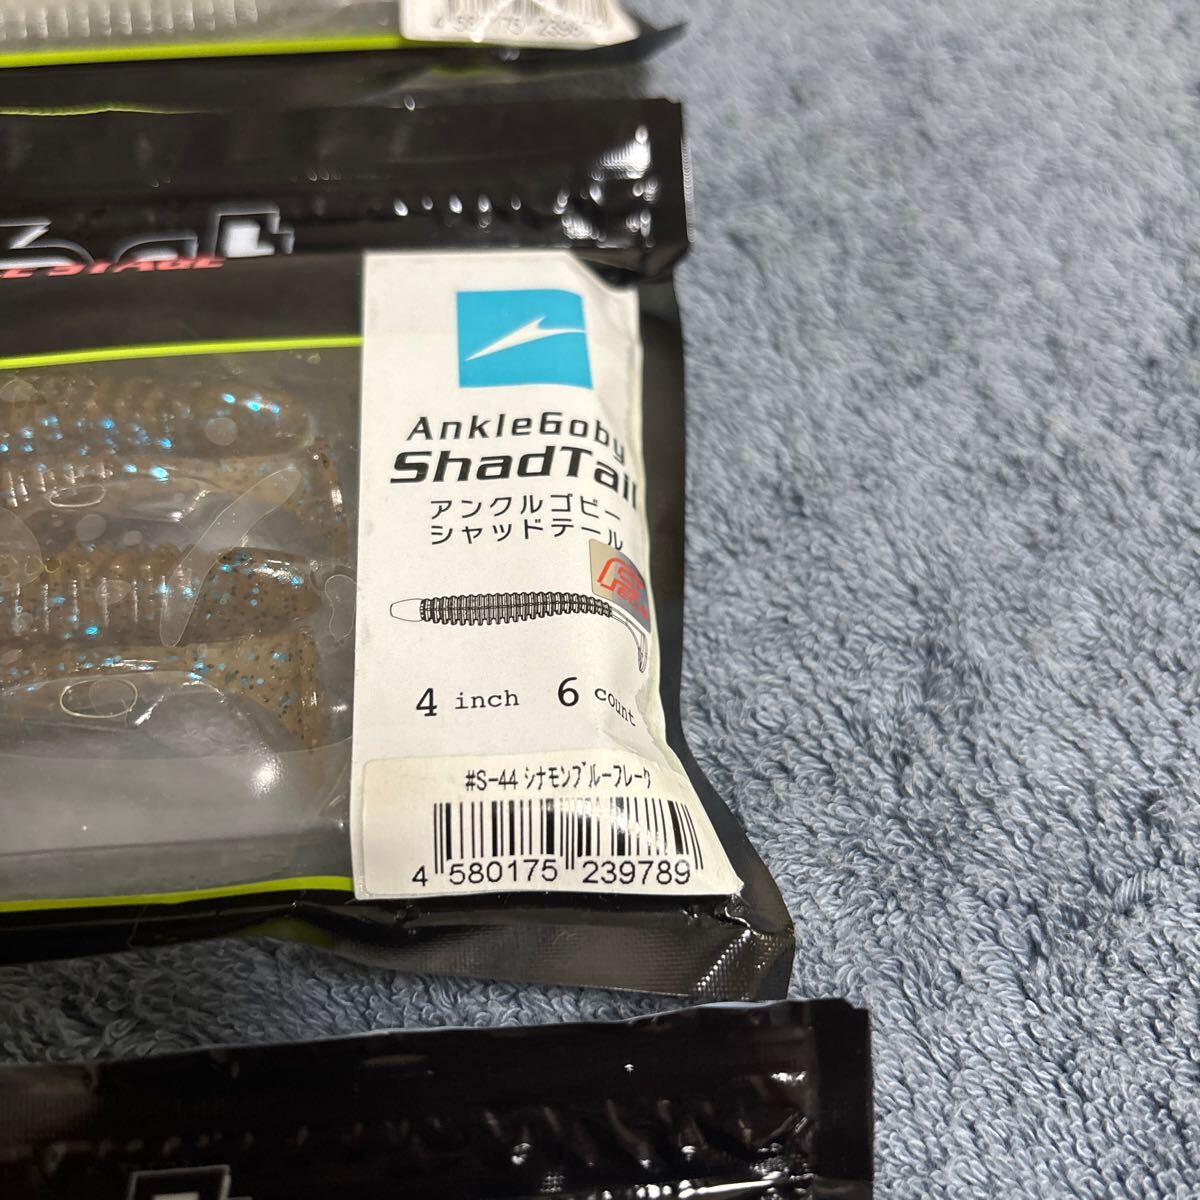 AnkleGoby
ShadTail
アンクルゴビー
シャッドテール
4 inch 6 count
#S-44 シナモンブルーフレーク
4 580175 239789